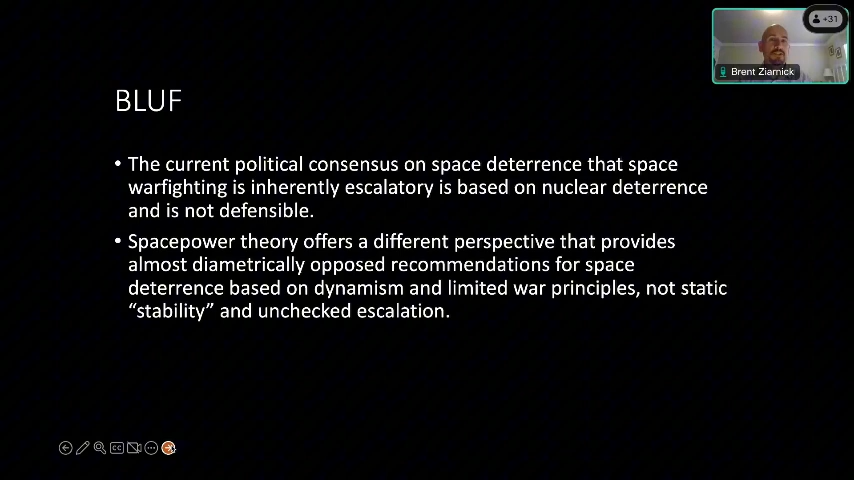 +31
Brent Ziarnick
BLUF
• The current political consensus on space deterrence that space
warfighting is inherently escalatory is based on nuclear deterrence
and is not defensible.
• Spacepower theory offers a different perspective that provides
almost diametrically opposed recommendations for space
deterrence based on dynamism and limited war principles, not static
“stability” and unchecked escalation.
CC